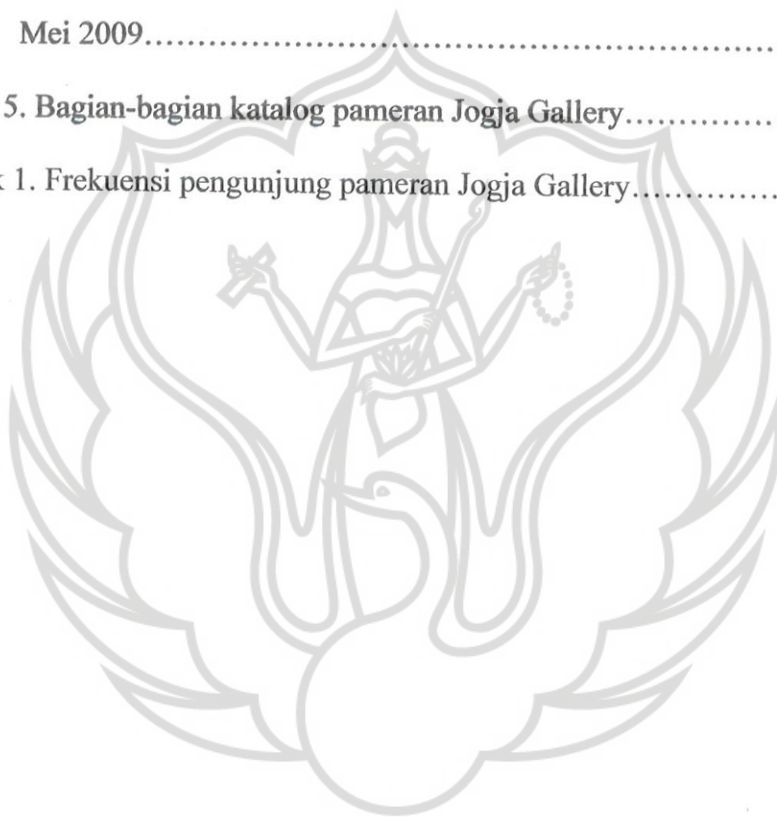 Mei 2009........................................................................
5. Bagian-bagian katalog pameran Jogja Gallery................
1. Frekuensi pengunjung pameran Jogja Gallery................